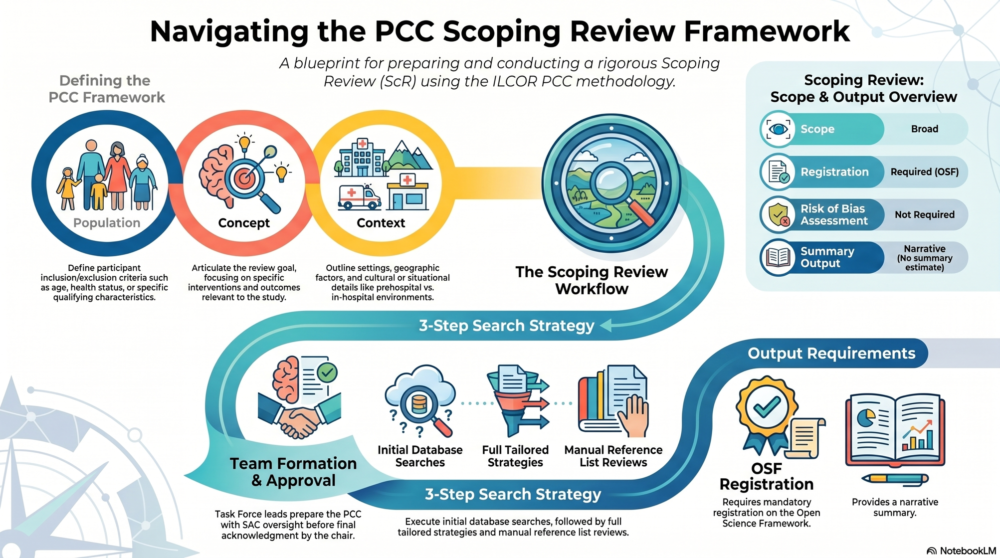 Navigating the PCC Scoping Review Framework
A blueprint for preparing and conducting a rigorous Scoping
Review (ScR) using the ILCOR PCC methodology.
Defining the
PCC Framework
Population
Define participant
inclusion/exclusion criteria such
as age, health status, or specific
qualifying characteristics.
Concept
Articulate the review goal,
focusing on specific
interventions and outcomes
relevant to the study.
Context
Outline settings, geographic
factors, and cultural or situational
details like prehospital vs.
in-hospital environments.
The Scoping Review
Workflow
Scoping Review:
Scope & Output Overview
Scope
Broad
Registration
Required (OSF)
Risk of Bias
Assessment
Not Required
Summary
Output
Narrative
(No summary
estimate)
3-Step Search Strategy
Team Formation
& Approval
Task Force leads prepare the PCC
with SAC oversight before final
acknowledgment by the chair.
Initial Database
Searches
Full Tailored
Strategies
Manual Reference
List Reviews
? ? ? ?
3-Step Search Strategy
Execute initial database searches, followed by full
tailored strategies and manual reference list reviews.
Output Requirements
OSF
Registration
Requires mandatory
registration on the Open
Science Framework.
Provides a narrative
summary.
NotebookLM